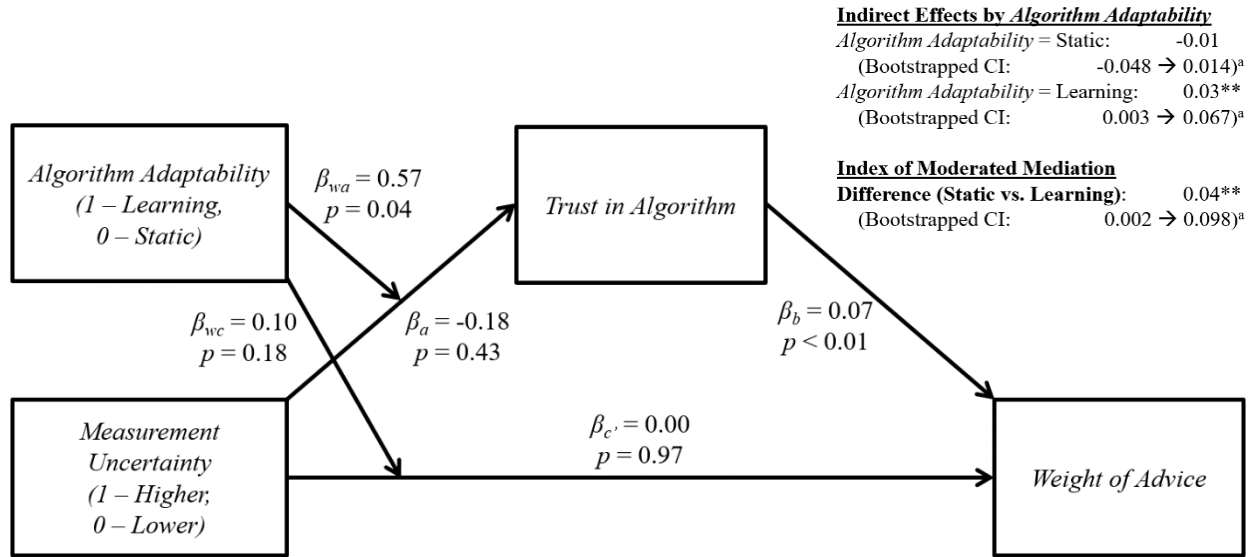 Indirect Effects by Algorithm Adaptability
Algorithm Adaptability = Static: -0.01
(Bootstrapped CI: -0.048 → 0.014)ᵃ
Algorithm Adaptability = Learning: 0.03**
(Bootstrapped CI: 0.003 → 0.067)ᵃ
Index of Moderated Mediation
Difference (Static vs. Learning): 0.04**
(Bootstrapped CI: 0.002 → 0.098)ᵃ
Algorithm Adaptability
(1 – Learning,
0 – Static)
βwa = 0.57
p = 0.04
Trust in Algorithm
βwc = 0.10
p = 0.18
βa = -0.18
p = 0.43
βb = 0.07
p < 0.01
Measurement
Uncertainty
(1 – Higher,
0 – Lower)
βc’ = 0.00
p = 0.97
Weight of Advice